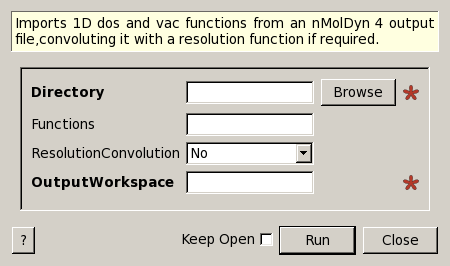 Imports 1D dos and vac functions from an nMolDyn 4 output
file,convoluting it with a resolution function if required.
Directory Browse *
Functions
ResolutionConvolution No
OutputWorkspace *
? Keep Open Run Close